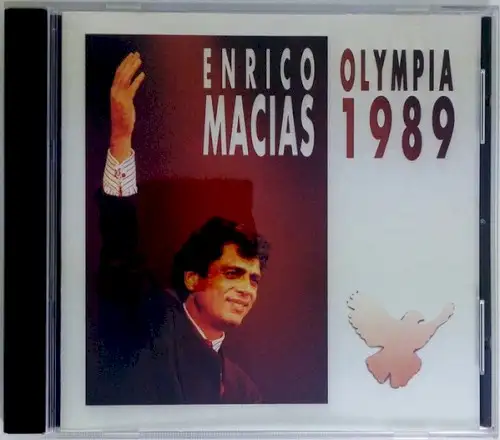 ENRICO
MACIAS
OLYMPIA
1989